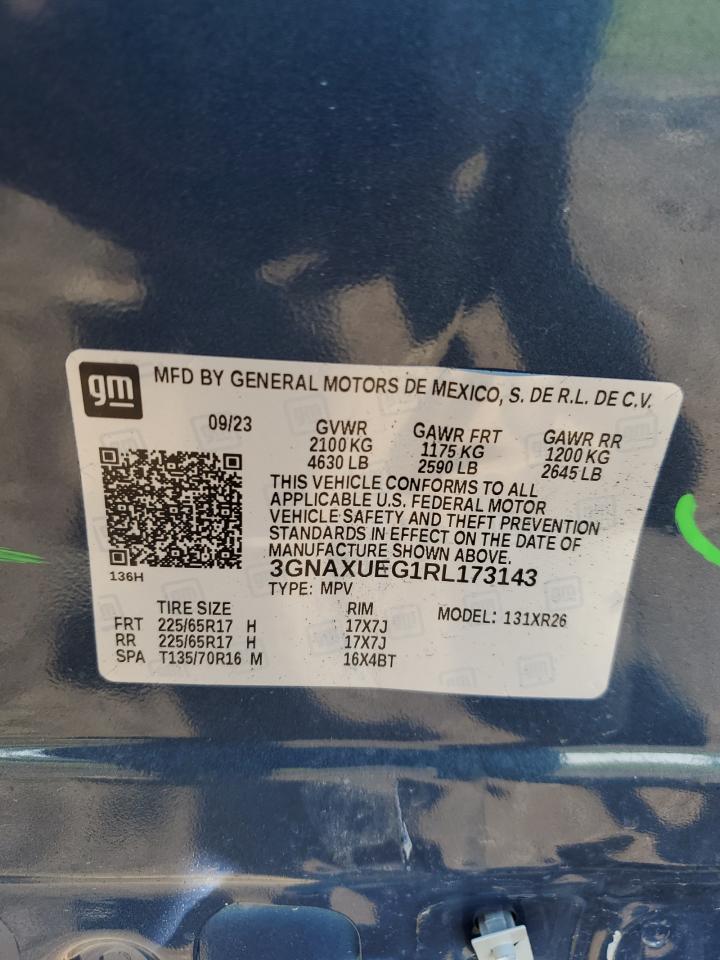 gm MFD BY GENERAL MOTORS DE MEXICO, S. DE R.L. DE C.V.
09/23 GVWR GAWR FRT GAWR RR
2100 KG 1175 KG 1200 KG
4630 LB 2590 LB 2645 LB
THIS VEHICLE CONFORMS TO ALL
APPLICABLE U.S. FEDERAL MOTOR
VEHICLE SAFETY AND THEFT PREVENTION
STANDARDS IN EFFECT ON THE DATE OF
MANUFACTURE SHOWN ABOVE.
136H 3GNAXUEG1RL173143
TYPE: MPV
TIRE SIZE RIM MODEL: 131XR26
FRT 225/65R17 H 17X7J
RR 225/65R17 H 17X7J
SPA T135/70R16 M 16X4BT